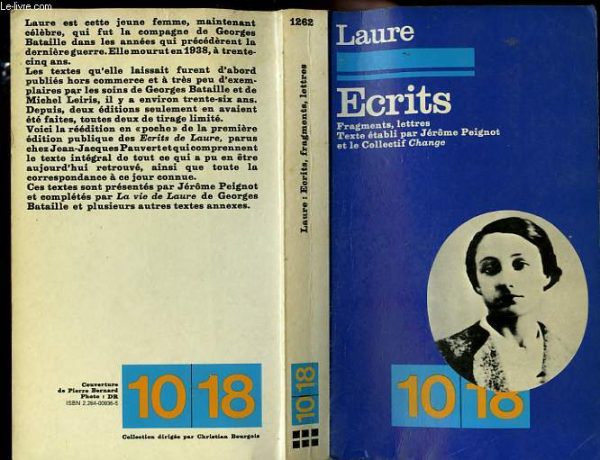 Le-livre.com
Laure est cette jeune femme, maintenant
célèbre, qui fut la compagne de Georges
Bataille dans les années qui précédèrent la
dernière guerre. Elle mourut en 1938, à trente-
cinq ans.
Les textes qu'elle laissait furent d'abord
publiés hors commerce et à très peu d'exem-
plaires par les soins de Georges Bataille et de
Michel Leiris, il y a environ trente-six ans.
Depuis, deux éditions seulement en avaient
été faites, toutes deux de tirage limité.
Voici la réédition en «poche» de la première
édition publique des Ecrits de Laure, parus
chez Jean-Jacques Pauvert et qui comprennent
le texte intégral de tout ce qui a pu en être
aujourd'hui retrouvé, ainsi que toute la
correspondance à ce jour connue.
Ces textes sont présentés par Jérôme Peignot
et complétés par La vie de Laure de Georges
Bataille et plusieurs autres textes annexes.
Couverture
de Pierre Bernard
Photo : DR
ISBN 2.264-00936-5
10 18
Collection dirigée par Christian Bourgois
1262
Laure : Ecrits, fragments, lettres
10 18
Laure
Ecrits
Fragments, lettres
Texte établi par Jérôme Peignot
et le Collectif Change
10 18